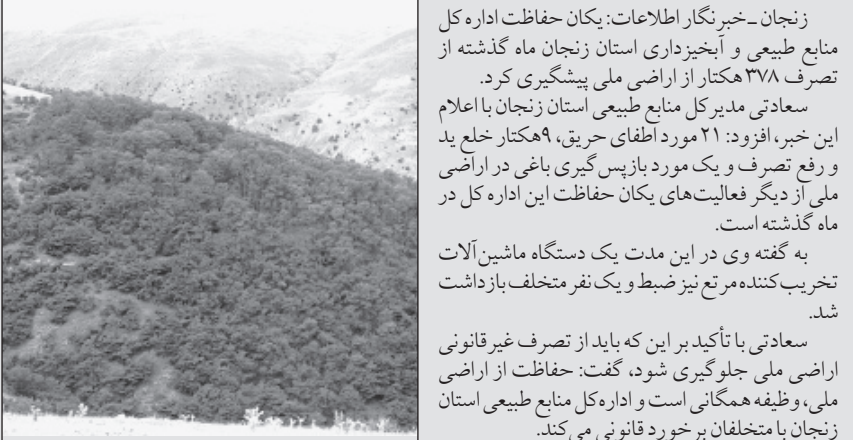 زنجان ـ خبرنگار اطلاعات: یکان حفاظت اداره کل
منابع طبیعی و آبخیزداری استان زنجان ماه گذشته از
تصرف ۳۷۸ هکتار از اراضی ملی پیشگیری کرد.
سعادتی مدیرکل منابع طبیعی استان زنجان با اعلام
این خبر، افزود: ۲۱ مورد اطفای حریق، ۹هکتار خلع ید
و رفع تصرف و یک مورد بازپس‌گیری باغی در اراضی
ملی از دیگر فعالیت‌های یکان حفاظت این اداره کل در
ماه گذشته است.
به گفته وی در این مدت یک دستگاه ماشین‌آلات
تخریب‌کننده مرتع نیز ضبط و یک نفر متخلف بازداشت
شد.
سعادتی با تأکید بر این که باید از تصرف غیرقانونی
اراضی ملی جلوگیری شود، گفت: حفاظت از اراضی
ملی، وظیفه همگانی است و اداره‌کل منابع طبیعی استان
زنجان با متخلفان برخورد قانونی می‌کند.